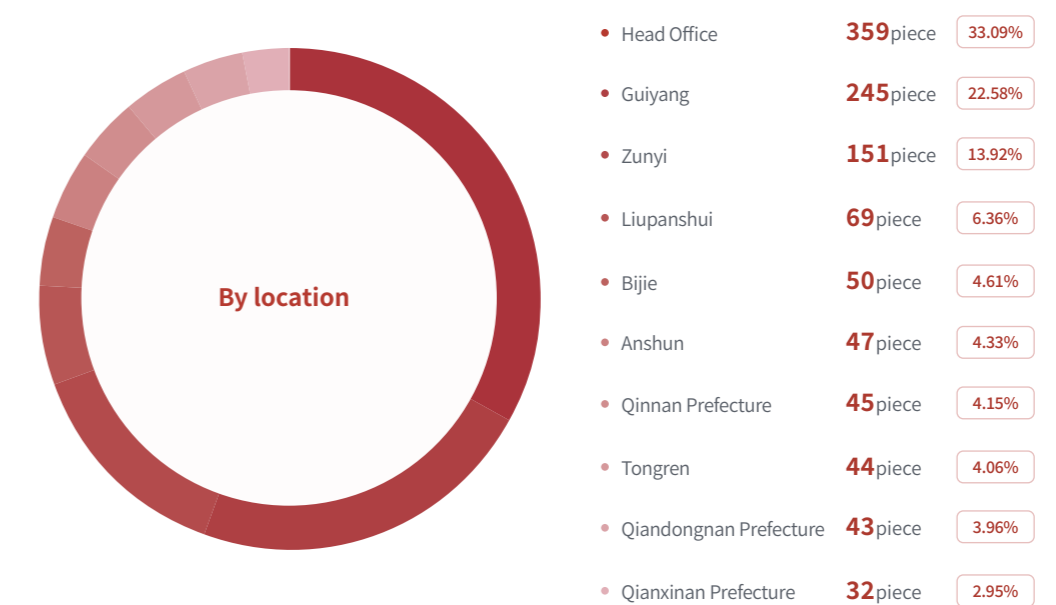 By location
Head Office 359piece 33.09%
Guiyang 245piece 22.58%
Zunyi 151piece 13.92%
Liupanshui 69piece 6.36%
Bijie 50piece 4.61%
Anshun 47piece 4.33%
Qinnan Prefecture 45piece 4.15%
Tongren 44piece 4.06%
Qiandongnan Prefecture 43piece 3.96%
Qianxinan Prefecture 32piece 2.95%